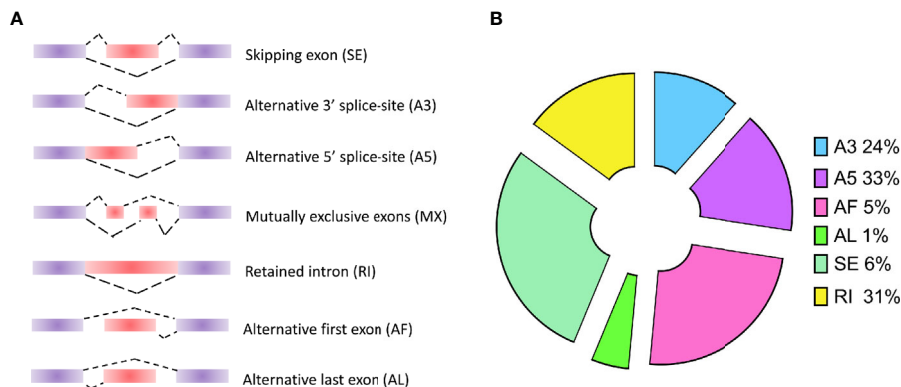 A
Skipping exon (SE)
Alternative 3’ splice-site (A3)
Alternative 5’ splice-site (A5)
Mutually exclusive exons (MX)
Retained intron (RI)
Alternative first exon (AF)
Alternative last exon (AL)
B
A3 24%
A5 33%
AF 5%
AL 1%
SE 6%
RI 31%